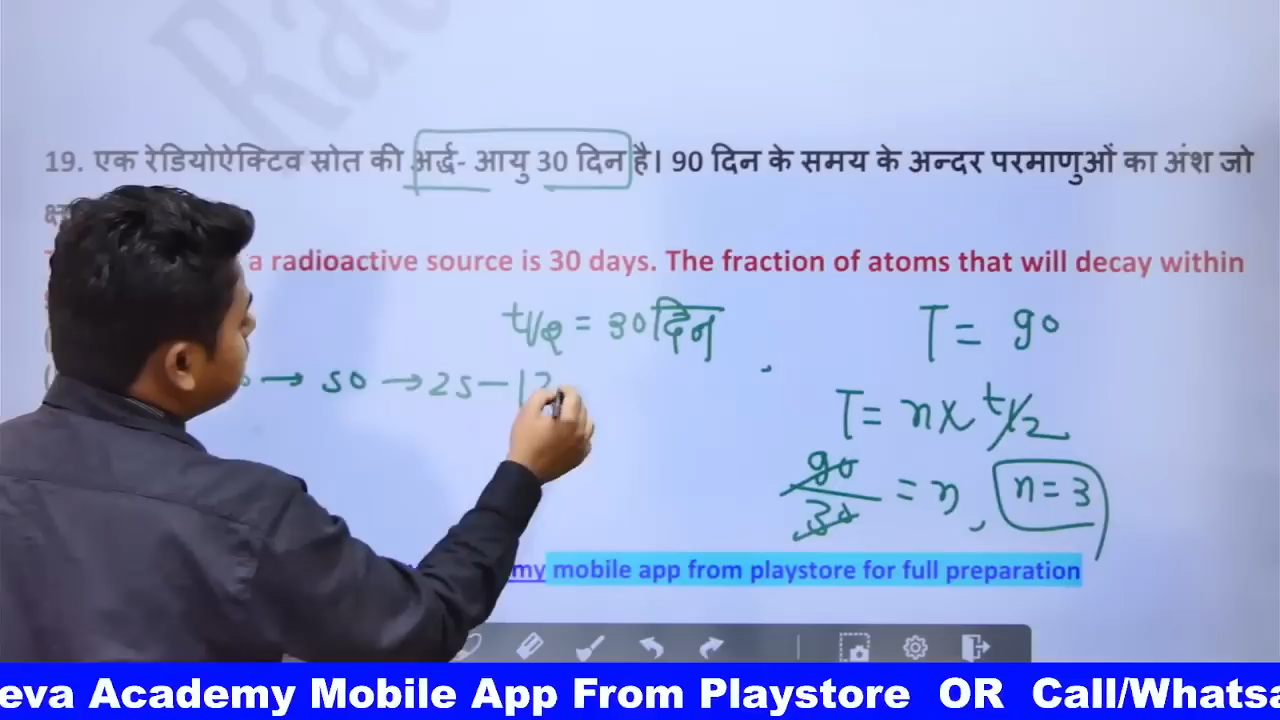 19. एक रेडियोऐक्टिव स्रोत की अर्द्ध- आयु 30 दिन है। 90 दिन के समय के अन्दर परमाणुओं का अंश जो
a radioactive source is 30 days. The fraction of atoms that will decay within
t/2 = 30 दिन,
T = 90
→ 50 → 25 – 12
T = n x t/2
90/30 = n, n = 3
my mobile app from playstore for full preparation
eva Academy Mobile App From Playstore OR Call/Whatsa